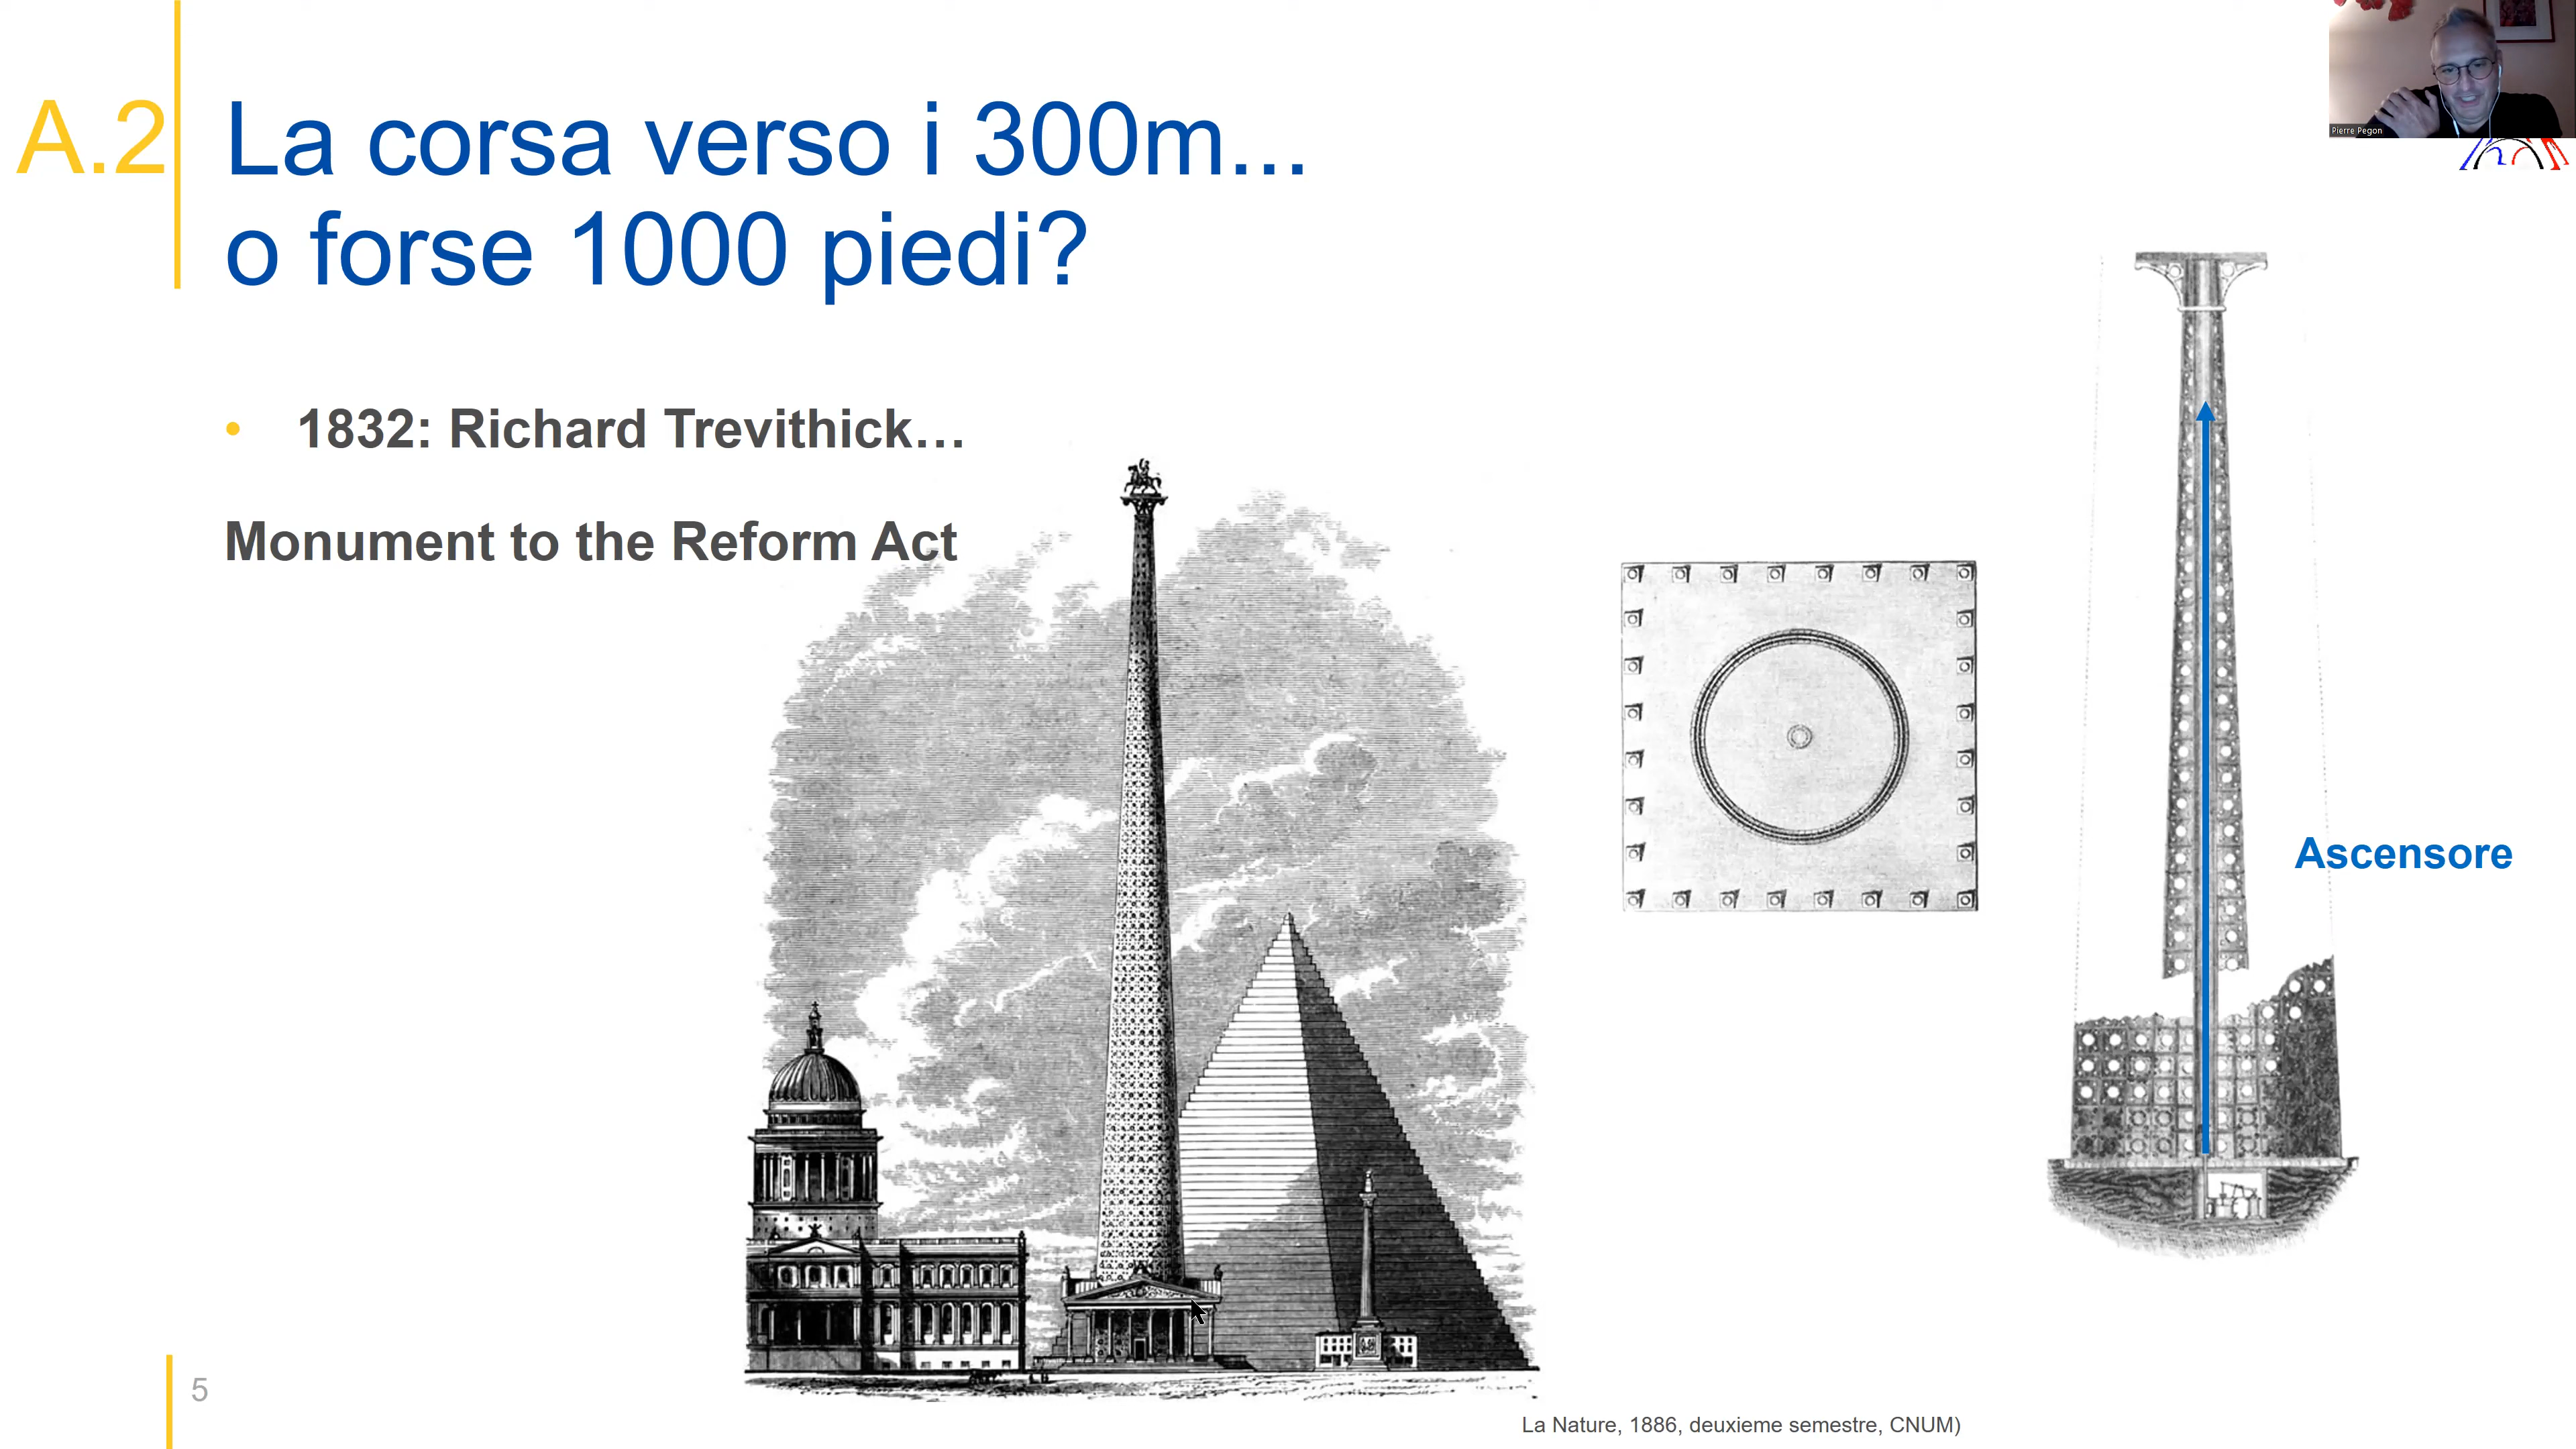 A.2
La corsa verso i 300m...
o forse 1000 piedi?
Pierre Pegon
• 1832: Richard Trevithick…
Monument to the Reform Act
Ascensore
5
La Nature, 1886, deuxieme semestre, CNUM)